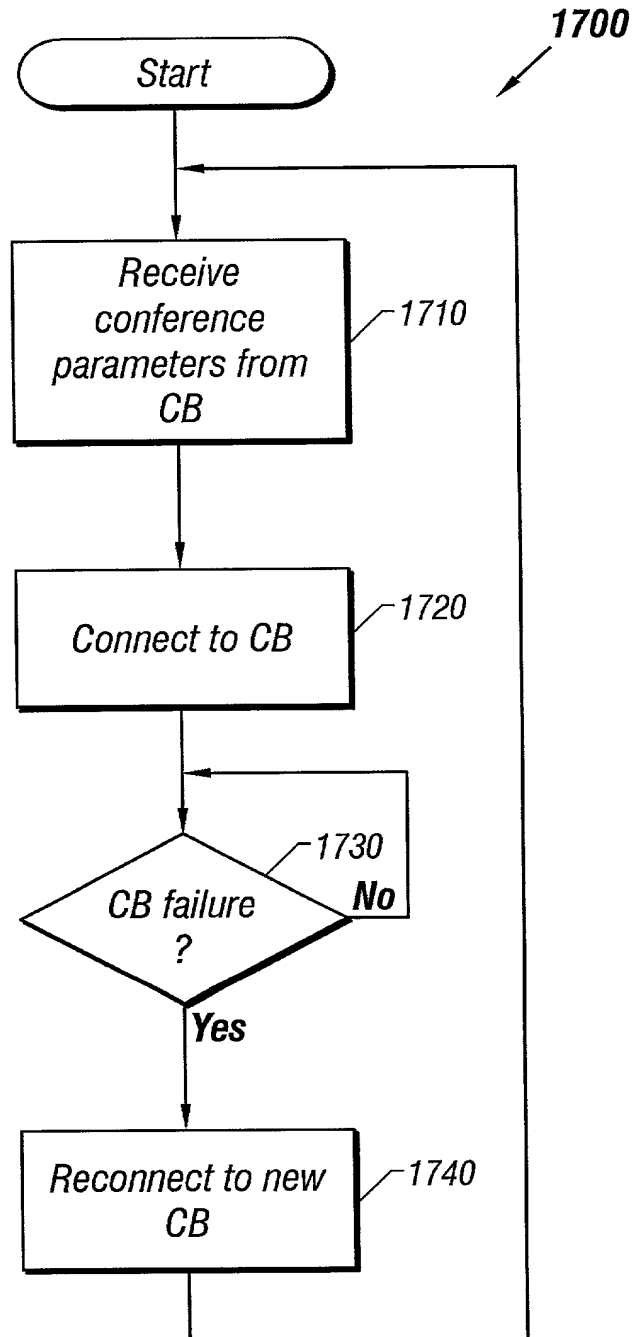 1700
Start
Receive
conference
parameters from
CB
1710
Connect to CB
1720
1730
CB failure
?
No
Yes
Reconnect to new
CB
1740